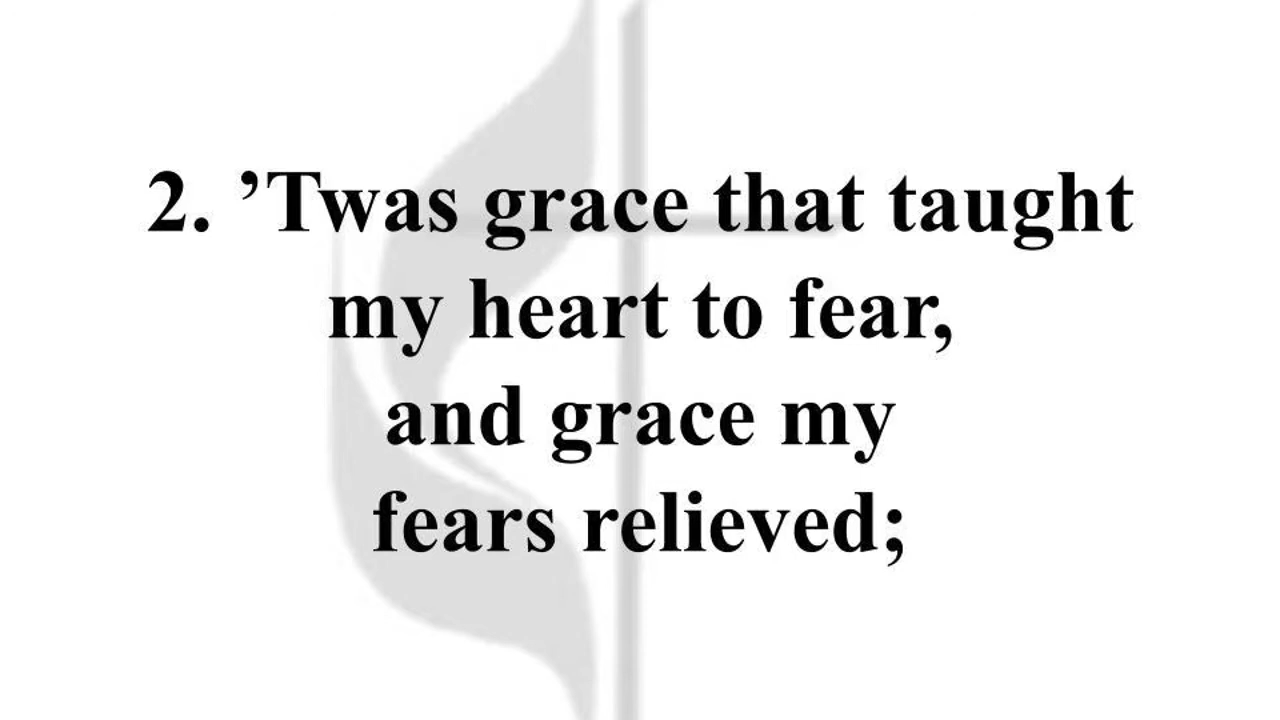 2. ’Twas grace that taught
my heart to fear,
and grace my
fears relieved;